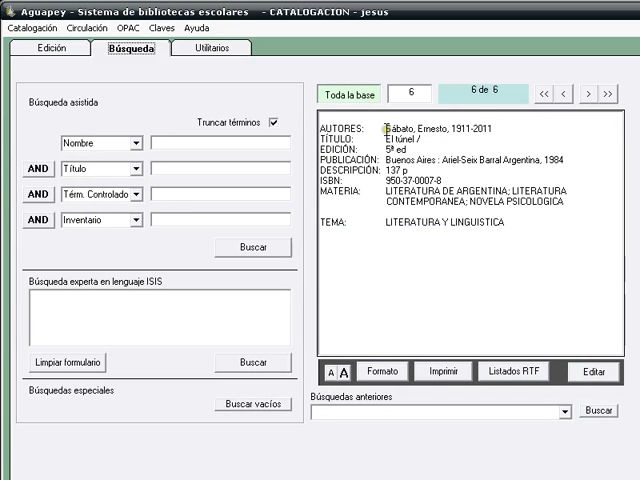 Aguapey - Sistema de bibliotecas escolares - CATALOGACION - jesus
Catalogación Circulación OPAC Claves Ayuda
Edición Búsqueda Utilitarios
Búsqueda asistida
Truncar términos
Nombre
AND Título
AND Térm. Controlado
AND Inventario
Buscar
Búsqueda experta en lenguaje ISIS
Limpiar formulario Buscar
Búsquedas especiales
Buscar vacíos
Toda la base 6 6 de 6 << < > >>
AUTORES: Sábato, Ernesto, 1911-2011
TÍTULO: El túnel /
EDICIÓN: 5ª ed
PUBLICACIÓN: Buenos Aires : Ariel-Seix Barral Argentina, 1984
DESCRIPCIÓN: 137 p
ISBN: 950-37-0007-8
MATERIA: LITERATURA DE ARGENTINA; LITERATURA
CONTEMPORANEA; NOVELA PSICOLOGICA
TEMA: LITERATURA Y LINGUISTICA
A A Formato Imprimir Listados RTF Editar
Búsquedas anteriores
Buscar